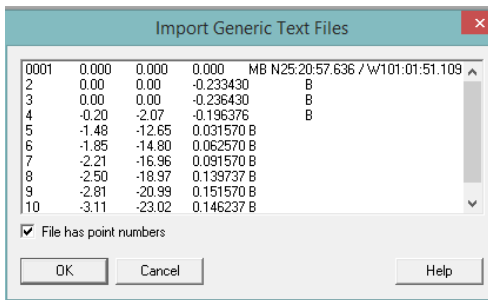 Import Generic Text Files
0001 0.000 0.000 0.000 MB N25:20:57.636 / W101:01:51.109
2 0.00 0.00 -0.233430 B
3 0.00 0.00 -0.236430 B
4 -0.20 -2.07 -0.196376 B
5 -1.48 -12.65 0.031570 B
6 -1.85 -14.80 0.062570 B
7 -2.21 -16.96 0.091570 B
8 -2.50 -18.97 0.139737 B
9 -2.81 -20.99 0.151570 B
10 -3.11 -23.02 0.146237 B
File has point numbers
OK Cancel Help